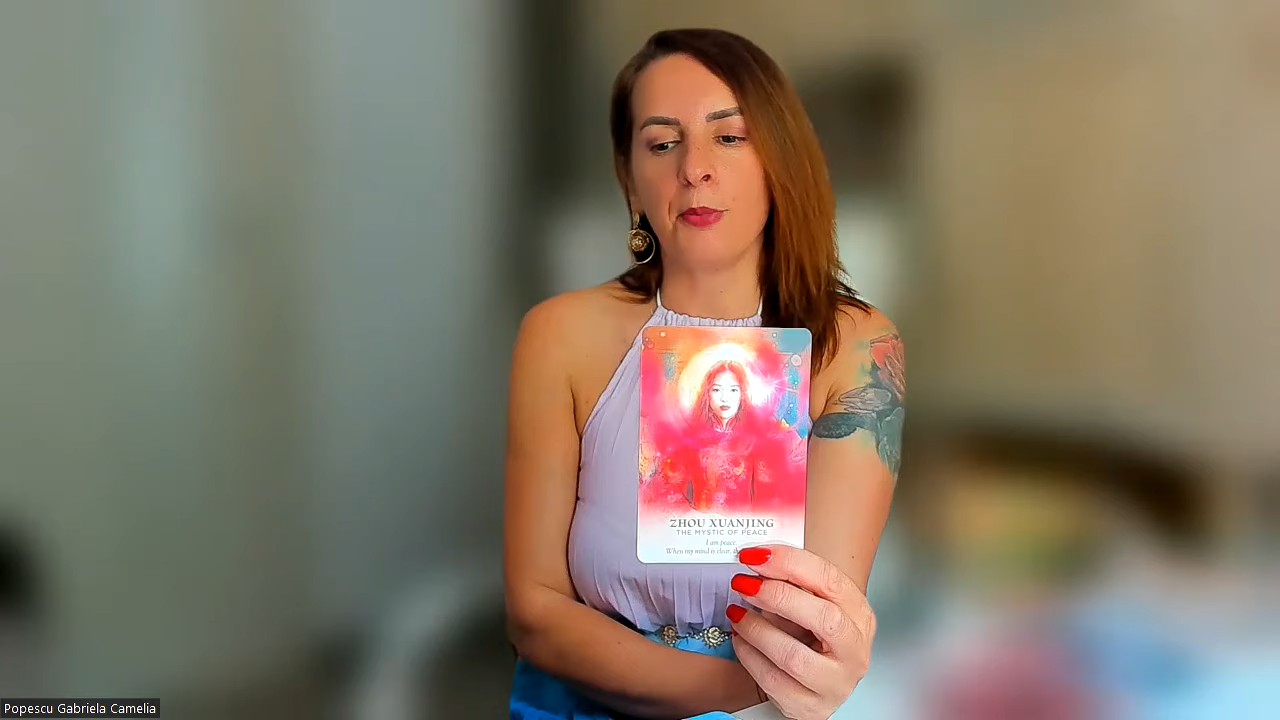 ZHOU XUANJING
THE MYSTIC OF PEACE
I am peace.
When my mind is clear,
Popescu Gabriela Camelia